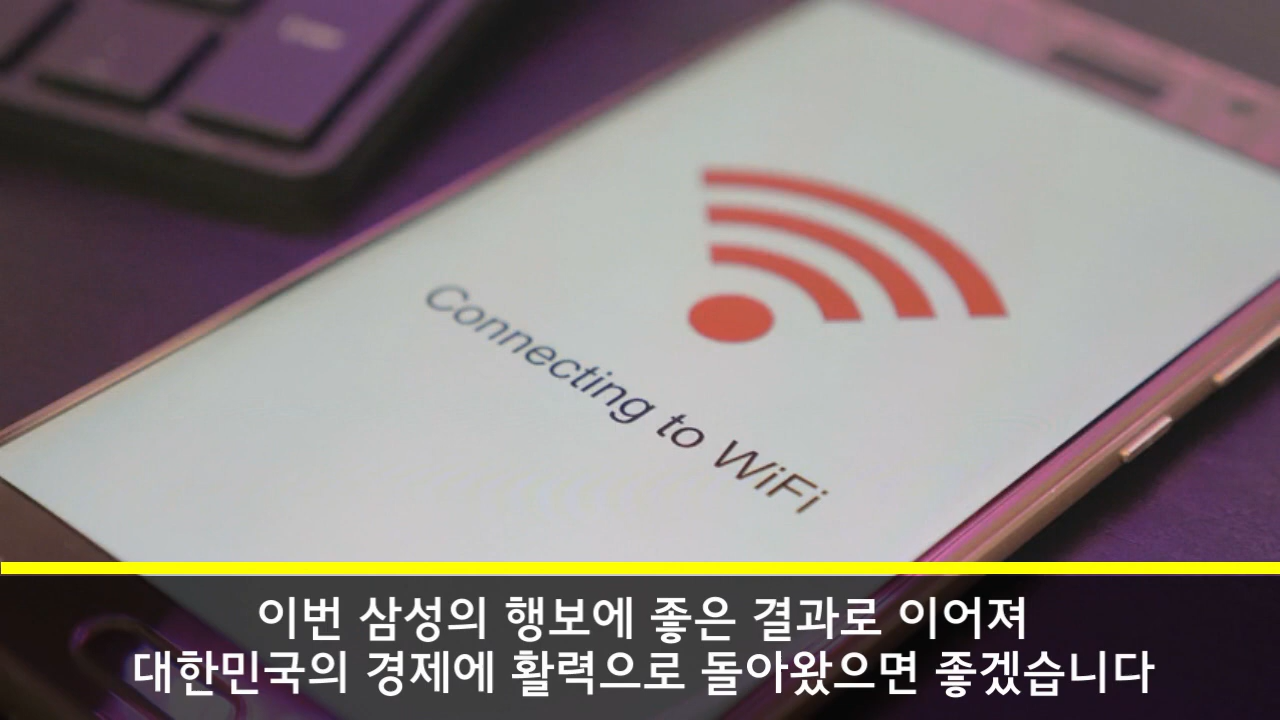 Connecting to WiFi
이번 삼성의 행보에 좋은 결과로 이어져
대한민국의 경제에 활력으로 돌아왔으면 좋겠습니다